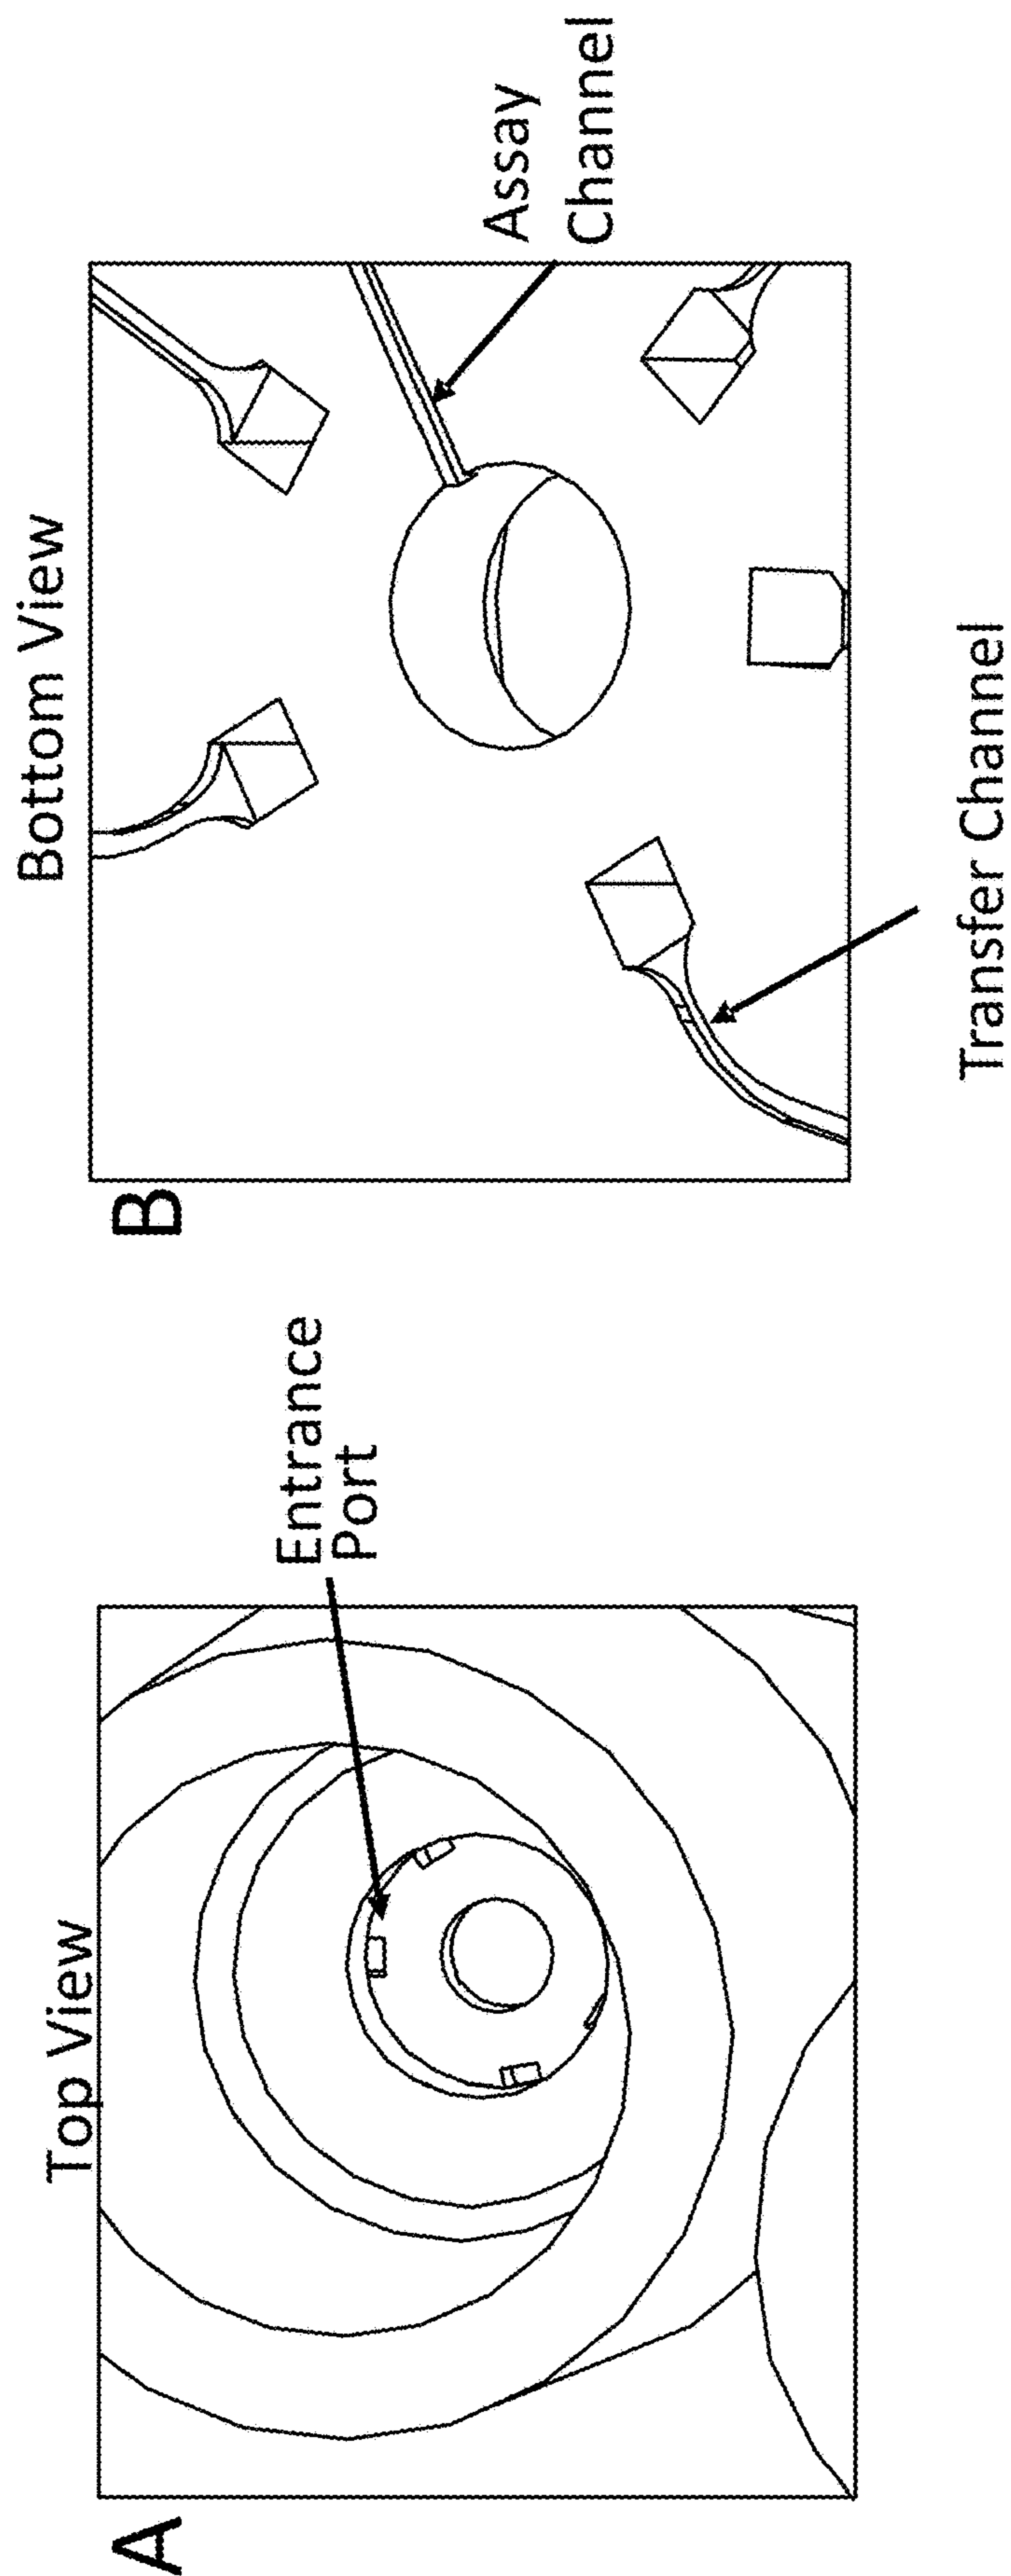 A
Top View
Entrance
Port
B
Bottom View
Assay
Channel
Transfer Channel